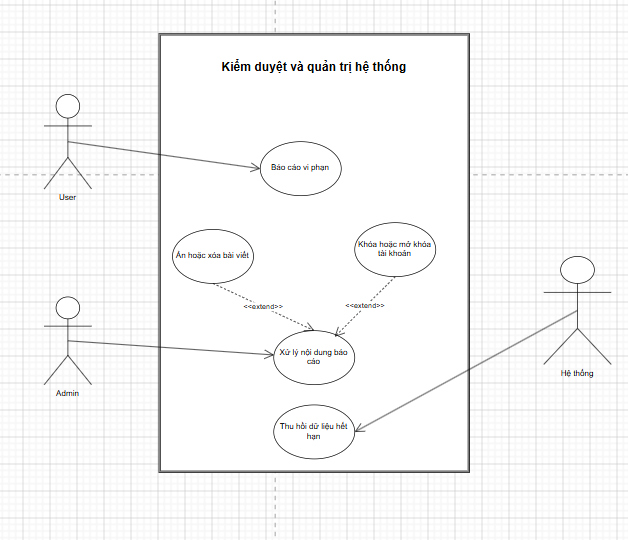 Kiểm duyệt và quản trị hệ thống
Báo cáo vi phạn
User
Ẩn hoặc xóa bài viết
Khóa hoặc mở khóa
tài khoản
<<extend>>
<<extend>>
Xử lý nội dung báo
cáo
Admin
Hệ thống
Thu hồi dữ liệu hết
hạn